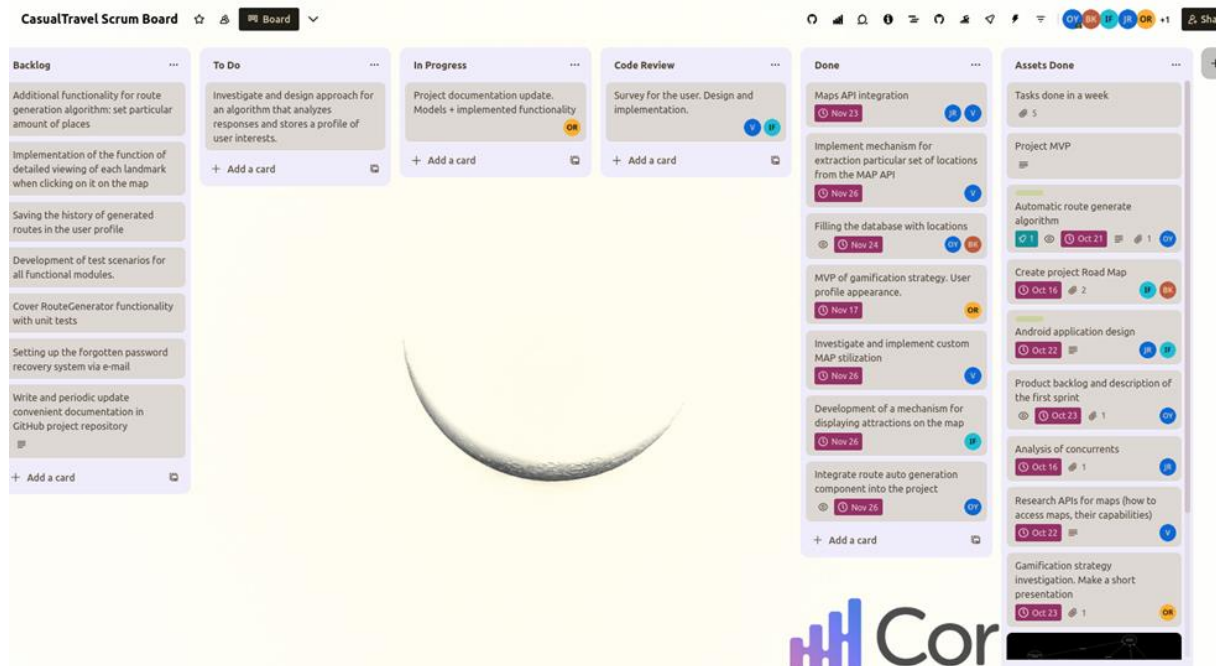 CasualTravel Scrum Board
Board
OY
BK
IF
JR
OR
+1
Sha
Backlog
Additional functionality for route
generation algorithm: set particular
amount of places
Implementation of the function of
detailed viewing of each landmark
when clicking on it on the map
Saving the history of generated
routes in the user profile
Development of test scenarios for
all functional modules.
Cover RouteGenerator functionality
with unit tests
Setting up the forgotten password
recovery system via e-mail
Write and periodic update
convenient documentation in
GitHub project repository
+ Add a card
To Do
Investigate and design approach for
an algorithm that analyzes
responses and stores a profile of
user interests.
+ Add a card
In Progress
Project documentation update.
Models + implemented functionality
OR
+ Add a card
Code Review
Survey for the user. Design and
implementation.
V IF
+ Add a card
Done
Maps API integration
Nov 23 JR V
Implement mechanism for
extraction particular set of locations
from the MAP API
Nov 26 V
Filling the database with locations
Nov 24 OY BK
MVP of gamification strategy. User
profile appearance.
Nov 17 OR
Investigate and implement custom
MAP stilization
Nov 26 V
Development of a mechanism for
displaying attractions on the map
Nov 26 IF
Integrate route auto generation
component into the project
Nov 26 OY
+ Add a card
Assets Done
Tasks done in a week
5
Project MVP
Automatic route generate
algorithm
1 Oct 21 1 OY
Create project Road Map
Oct 16 2 IF BK
Android application design
Oct 22 JR IF
Product backlog and description of
the first sprint
Oct 23 1 OY
Analysis of concurrents
Oct 16 1 JR
Research APIs for maps (how to
access maps, their capabilities)
Oct 22 V
Gamification strategy
investigation. Make a short
presentation
Oct 23 1 OR
Cor